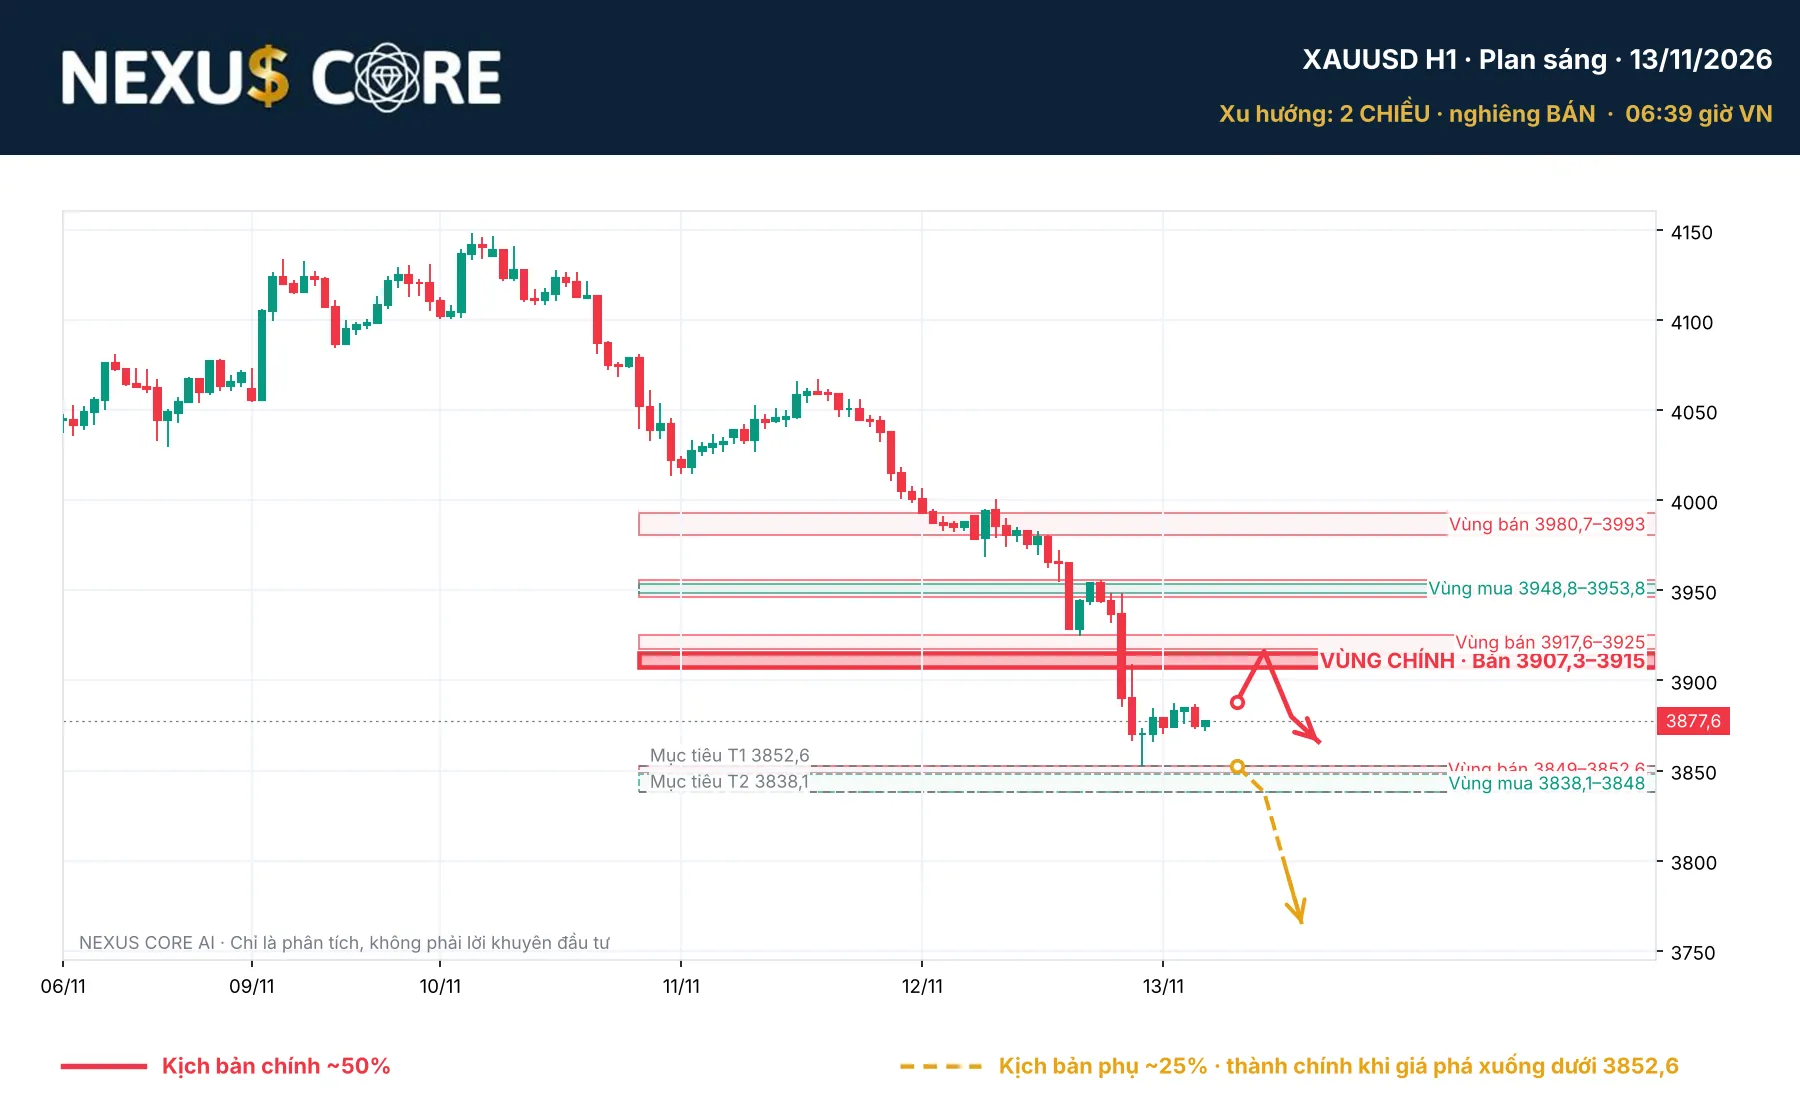 NEXU$ CORE
XAUUSD H1 · Plan sáng · 13/11/2026
Xu hướng: 2 CHIỀU · nghiêng BÁN · 06:39 giờ VN
4150
4100
4050
4000
Vùng bán 3980,7–3993
Vùng mua 3948,8–3953,8
3950
Vùng bán 3917,6–3925
VÙNG CHÍNH · Bán 3907,3–3915
3900
3877,6
Mục tiêu T1 3852,6
Vùng bán 3849–3852,6
3850
Mục tiêu T2 3838,1
Vùng mua 3838,1–3848
3800
NEXUS CORE AI · Chỉ là phân tích, không phải lời khuyên đầu tư
3750
06/11 09/11 10/11 11/11 12/11 13/11
Kịch bản chính ~50%
Kịch bản phụ ~25% · thành chính khi giá phá xuống dưới 3852,6